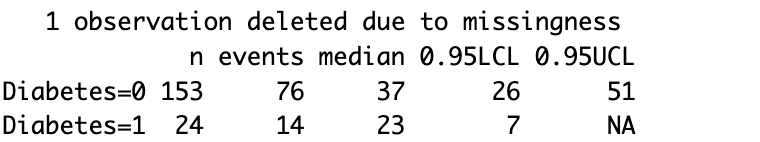 1 observation deleted due to missingness
n events median 0.95LCL 0.95UCL
Diabetes=0 153 76 37 26 51
Diabetes=1 24 14 23 7 NA